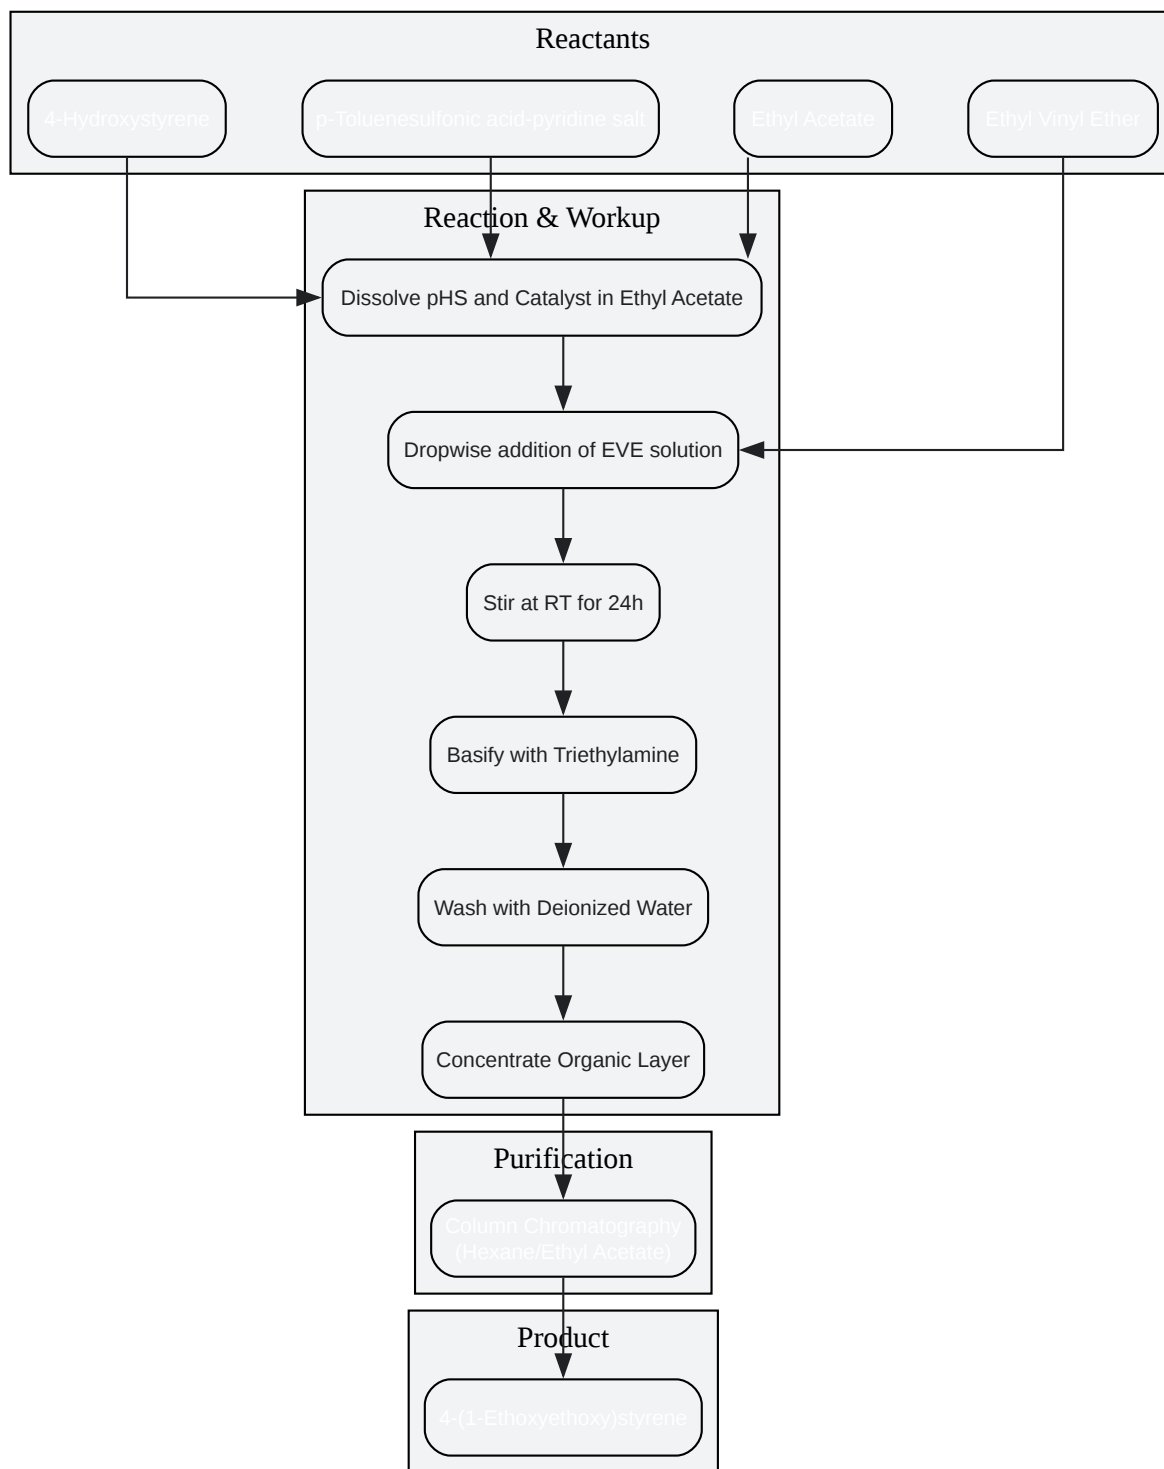 Reactants
4-Hydroxystyrene
p-Toluenesulfonic acid-pyridine salt
Ethyl Acetate
Ethyl Vinyl Ether
Reaction & Workup
Dissolve pHS and Catalyst in Ethyl Acetate
Dropwise addition of EVE solution
Stir at RT for 24h
Basify with Triethylamine
Wash with Deionized Water
Concentrate Organic Layer
Purification
Column Chromatography
(Hexane/Ethyl Acetate)
Product
4-(1-Ethoxyethoxy)styrene